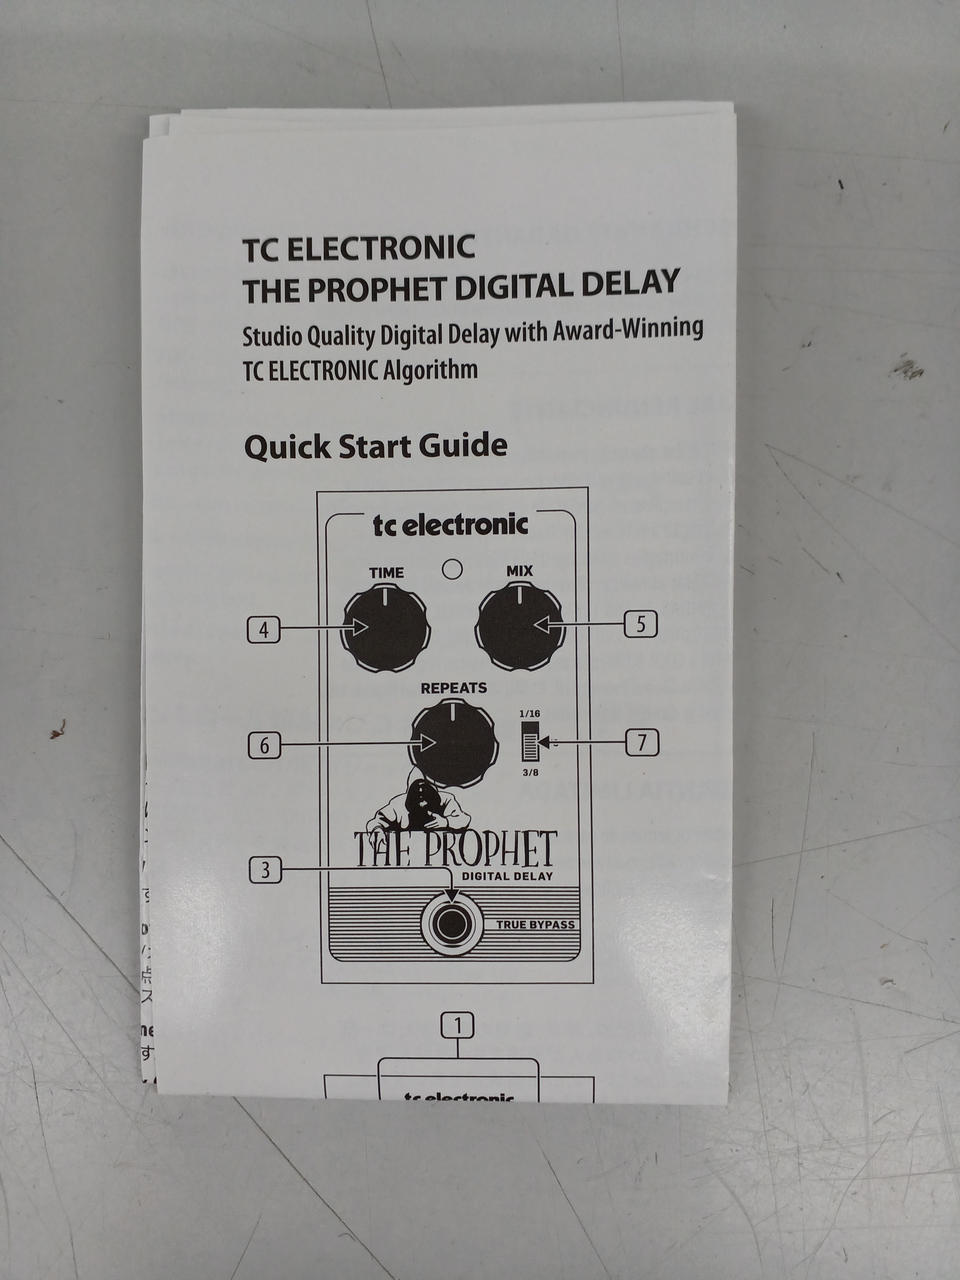 TC ELECTRONIC
THE PROPHET DIGITAL DELAY
Studio Quality Digital Delay with Award-Winning
TC ELECTRONIC Algorithm
Quick Start Guide
tc electronic
TIME
MIX
4
5
REPEATS
1/16
6
7
3/8
THE PROPHET
3
DIGITAL DELAY
TRUE BYPASS
1
tc electronic